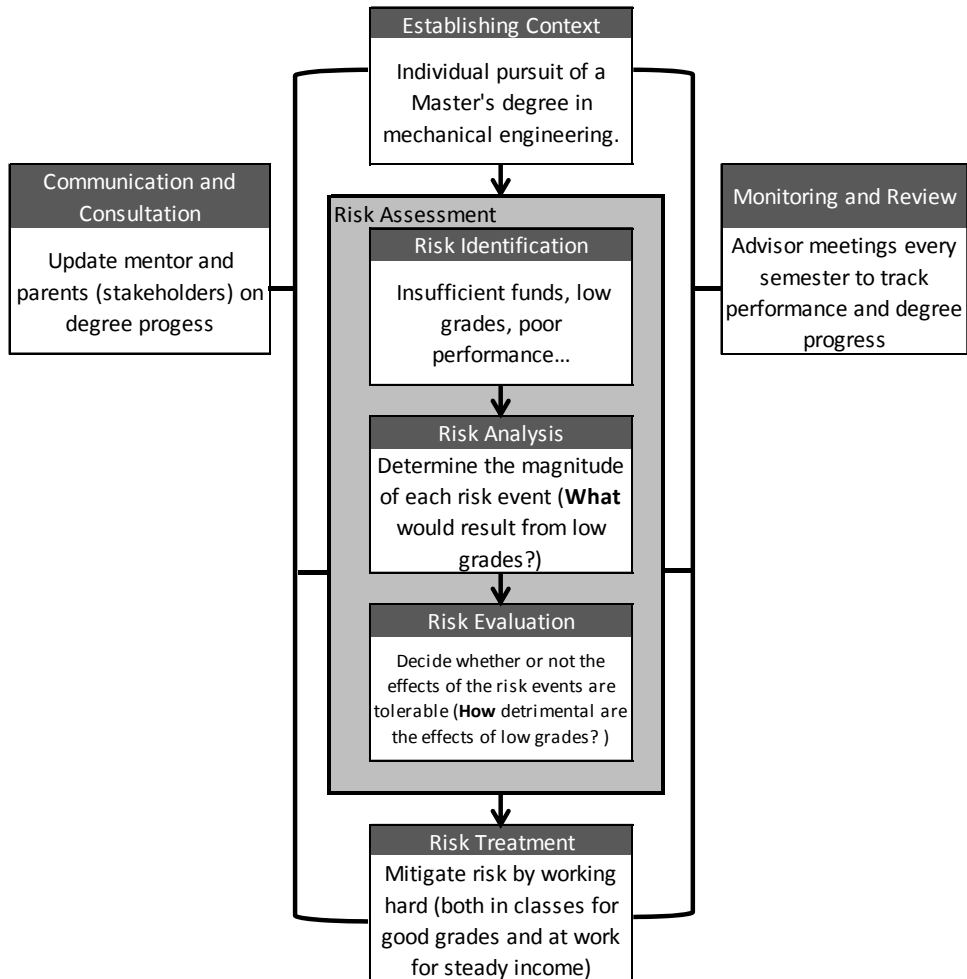 Establishing Context
Individual pursuit of a
Master's degree in
mechanical engineering.
Communication and
Consultation
Update mentor and
parents (stakeholders) on
degree progess
Monitoring and Review
Advisor meetings every
semester to track
performance and degree
progress
Risk Assessment
Risk Identification
Insufficient funds, low
grades, poor
performance...
Risk Analysis
Determine the magnitude
of each risk event (What
would result from low
grades?)
Risk Evaluation
Decide whether or not the
effects of the risk events are
tolerable (How detrimental are
the effects of low grades? )
Risk Treatment
Mitigate risk by working
hard (both in classes for
good grades and at work
for steady income)